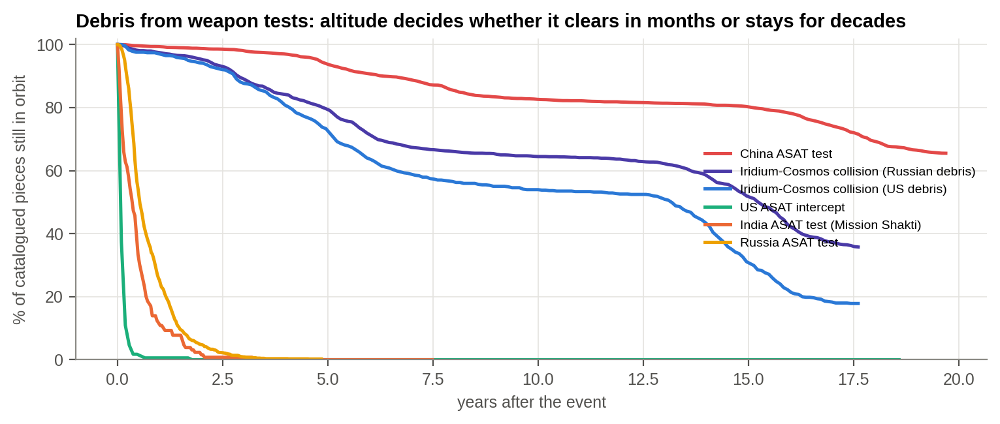 Debris from weapon tests: altitude decides whether it clears in months or stays for decades
% of catalogued pieces still in orbit
100
80
60
40
20
0
China ASAT test
Iridium-Cosmos collision (Russian debris)
Iridium-Cosmos collision (US debris)
US ASAT intercept
India ASAT test (Mission Shakti)
Russia ASAT test
0.0 2.5 5.0 7.5 10.0 12.5 15.0 17.5 20.0
years after the event